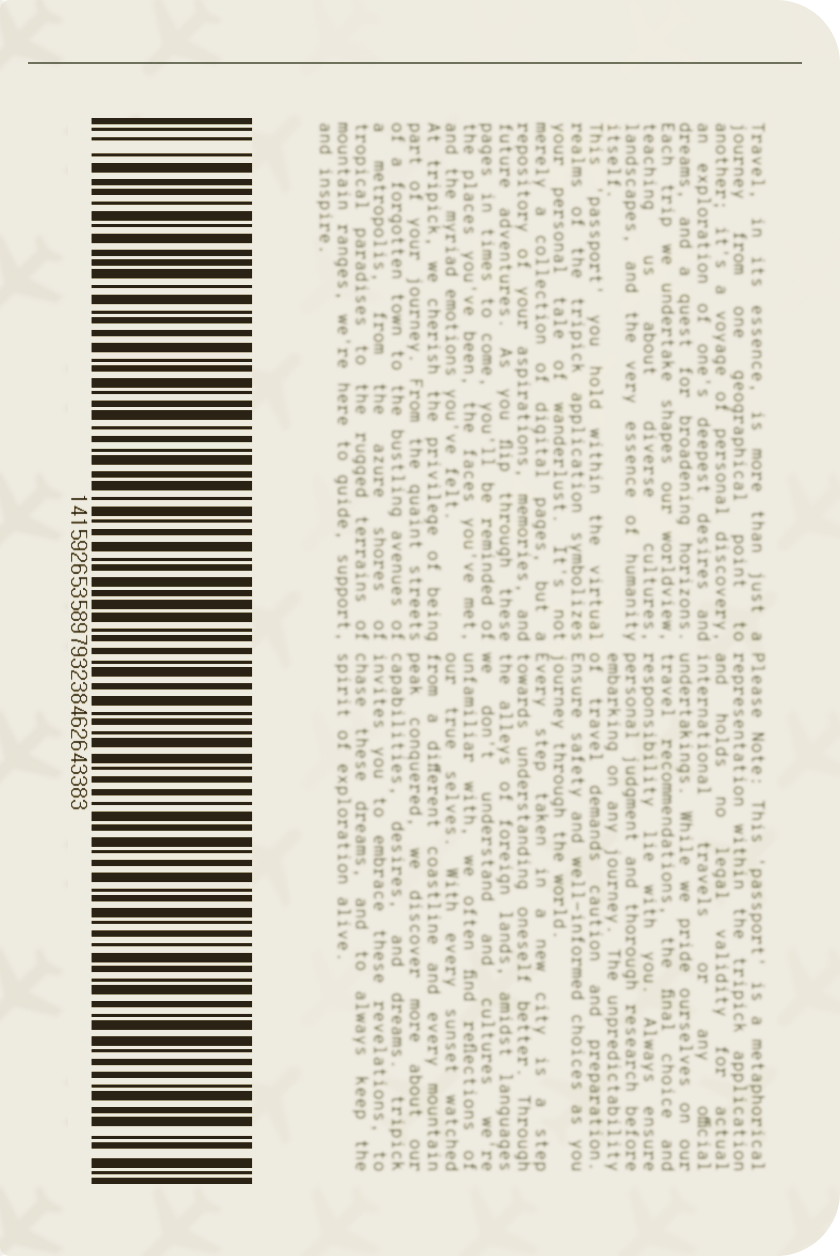 Travel, in its essence, is more than just a
journey from one geographical point to
another; it's a voyage of personal discovery,
an exploration of one's deepest desires and
dreams, and a quest for broadening horizons.
Each trip we undertake shapes our worldview,
teaching us about diverse cultures,
landscapes, and the very essence of humanity
itself.
This 'passport' you hold within the virtual
realms of the tripick application symbolizes
your personal tale of wanderlust. It's not
merely a collection of digital pages, but a
repository of your aspirations, memories, and
future adventures. As you flip through these
pages in times to come, you'll be reminded of
the places you've been, the faces you've met,
and the myriad emotions you've felt.
At tripick, we cherish the privilege of being
part of your journey. From the quaint streets
of a forgotten town to the bustling avenues of
a metropolis, from the azure shores of
tropical paradises to the rugged terrains of
mountain ranges, we're here to guide, support,
and inspire.
Please Note: This 'passport' is a metaphorical
representation within the tripick application
and holds no legal validity for actual
international travels or any official
undertakings. While we pride ourselves on our
travel recommendations, the final choice and
responsibility lie with you. Always ensure
personal judgment and thorough research before
embarking on any journey. The unpredictability
of travel demands caution and preparation.
Ensure safety and well-informed choices as you
journey through the world.
Every step taken in a new city is a step
towards understanding oneself better. Through
the alleys of foreign lands, amidst languages
we don't understand and cultures we're
unfamiliar with, we often find reflections of
our true selves. With every sunset watched
from a different coastline and every mountain
peak conquered, we discover more about our
capabilities, desires, and dreams. tripick
invites you to embrace these revelations, to
chase these dreams, and to always keep the
spirit of exploration alive.
14159265358979323846264 3383